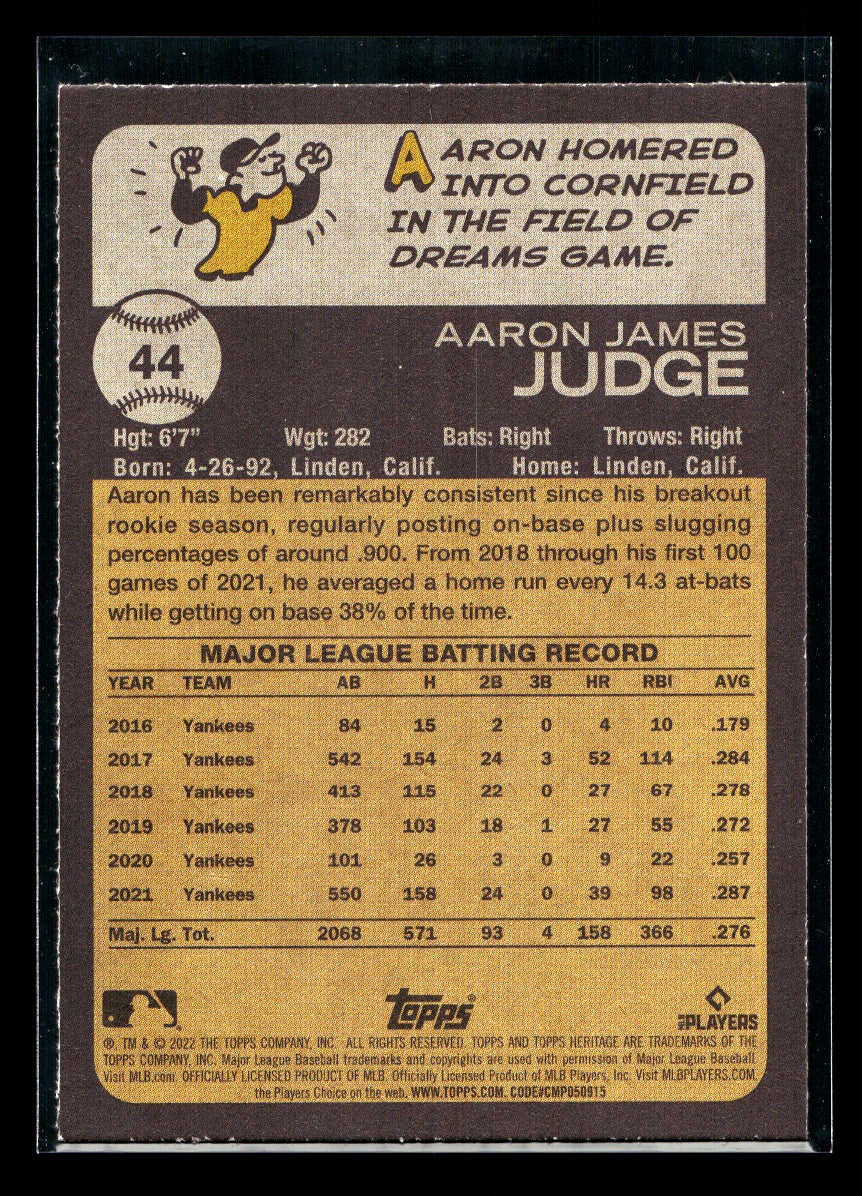 AARON HOMERED
INTO CORNFIELD
IN THE FIELD OF
DREAMS GAME.
44
AARON JAMES
JUDGE
Hgt: 6'7" Wgt: 282 Bats: Right Throws: Right
Born: 4-26-92, Linden, Calif. Home: Linden, Calif.
Aaron has been remarkably consistent since his breakout
rookie season, regularly posting on-base plus slugging
percentages of around .900. From 2018 through his first 100
games of 2021, he averaged a home run every 14.3 at-bats
while getting on base 38% of the time.
MAJOR LEAGUE BATTING RECORD
YEAR TEAM AB H 2B 3B HR RBI AVG
2016 Yankees 84 15 2 0 4 10 .179
2017 Yankees 542 154 24 3 52 114 .284
2018 Yankees 413 115 22 0 27 67 .278
2019 Yankees 378 103 18 1 27 55 .272
2020 Yankees 101 26 3 0 9 22 .257
2021 Yankees 550 158 24 0 39 98 .287
Maj. Lg. Tot. 2068 571 93 4 158 366 .276
Topps®
MLB PLAYERS
®, TM & © 2022 THE TOPPS COMPANY, INC. ALL RIGHTS RESERVED. TOPPS AND TOPPS HERITAGE ARE TRADEMARKS OF THE
TOPPS COMPANY, INC. Major League Baseball trademarks and copyrights are used with permission of Major League Baseball.
Visit MLB.com. OFFICIALLY LICENSED PRODUCT OF MLB. Officially Licensed Product of MLB Players, Inc. Visit MLBPLAYERS.COM,
the Players Choice on the web. WWW.TOPPS.COM. CODE#CMP050915